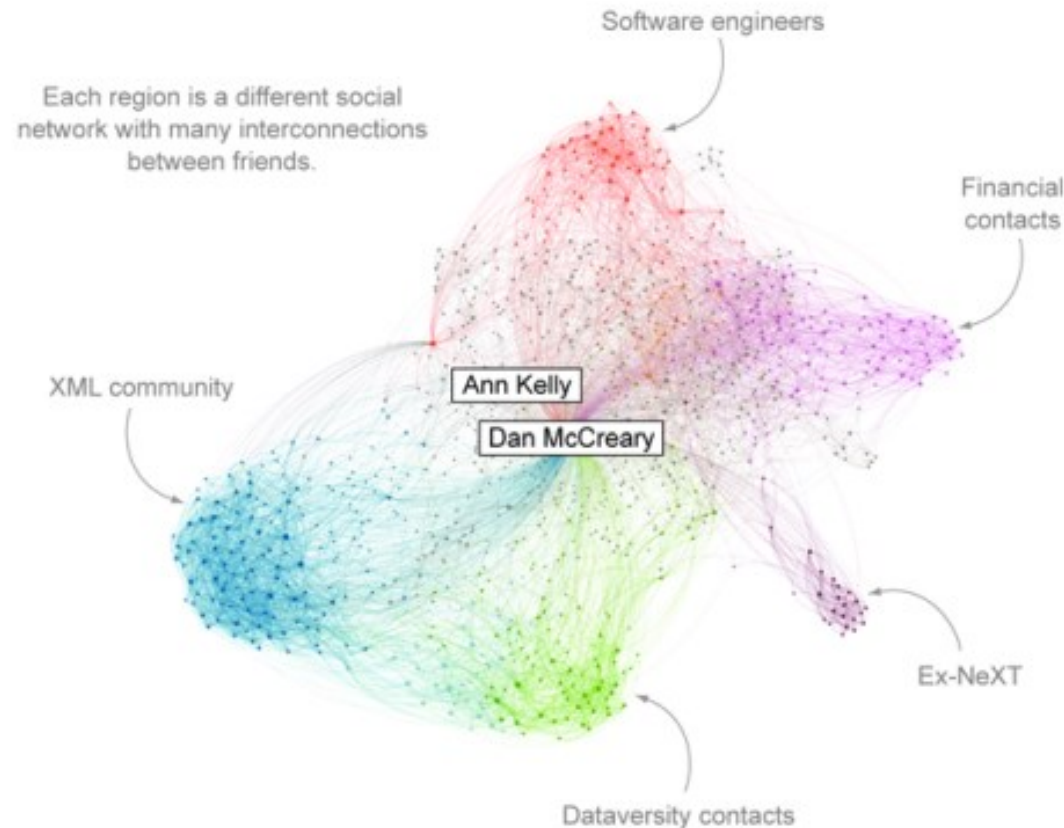 Software engineers
Each region is a different social
network with many interconnections
between friends.
Financial
contacts
XML community
Ann Kelly
Dan McCreary
Ex-NeXT
Dataversity contacts